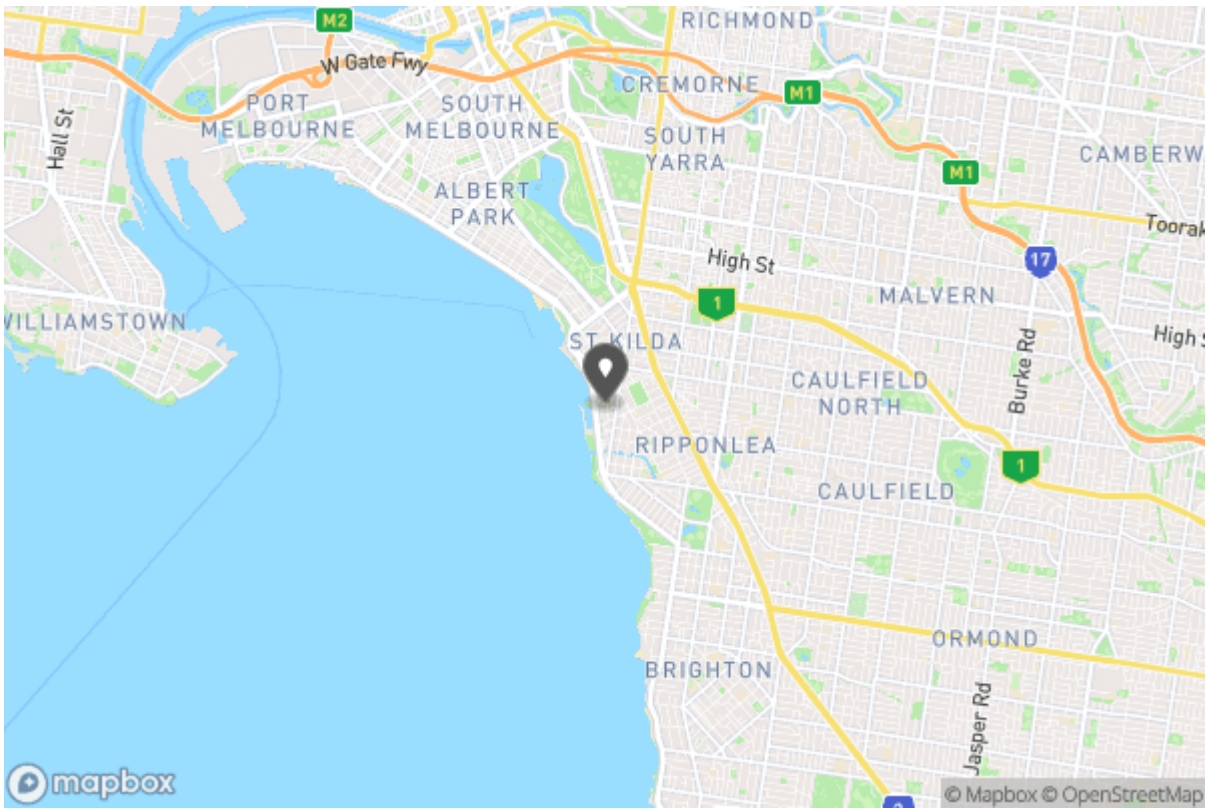 M2
RICHMOND
W Gate Fwy
CREMORNE
M1
PORT
MELBOURNE
SOUTH
MELBOURNE
Hall St
SOUTH
YARRA
CAMBERW
M1
ALBERT
PARK
Toorak
High St
17
MALVERN
1
WILLIAMSTOWN
ST KILDA
High S
Burke Rd
CAULFIELD
NORTH
RIPPONLEA
1
CAULFIELD
ORMOND
BRIGHTON
Jasper Rd
mapbox
© Mapbox © OpenStreetMap